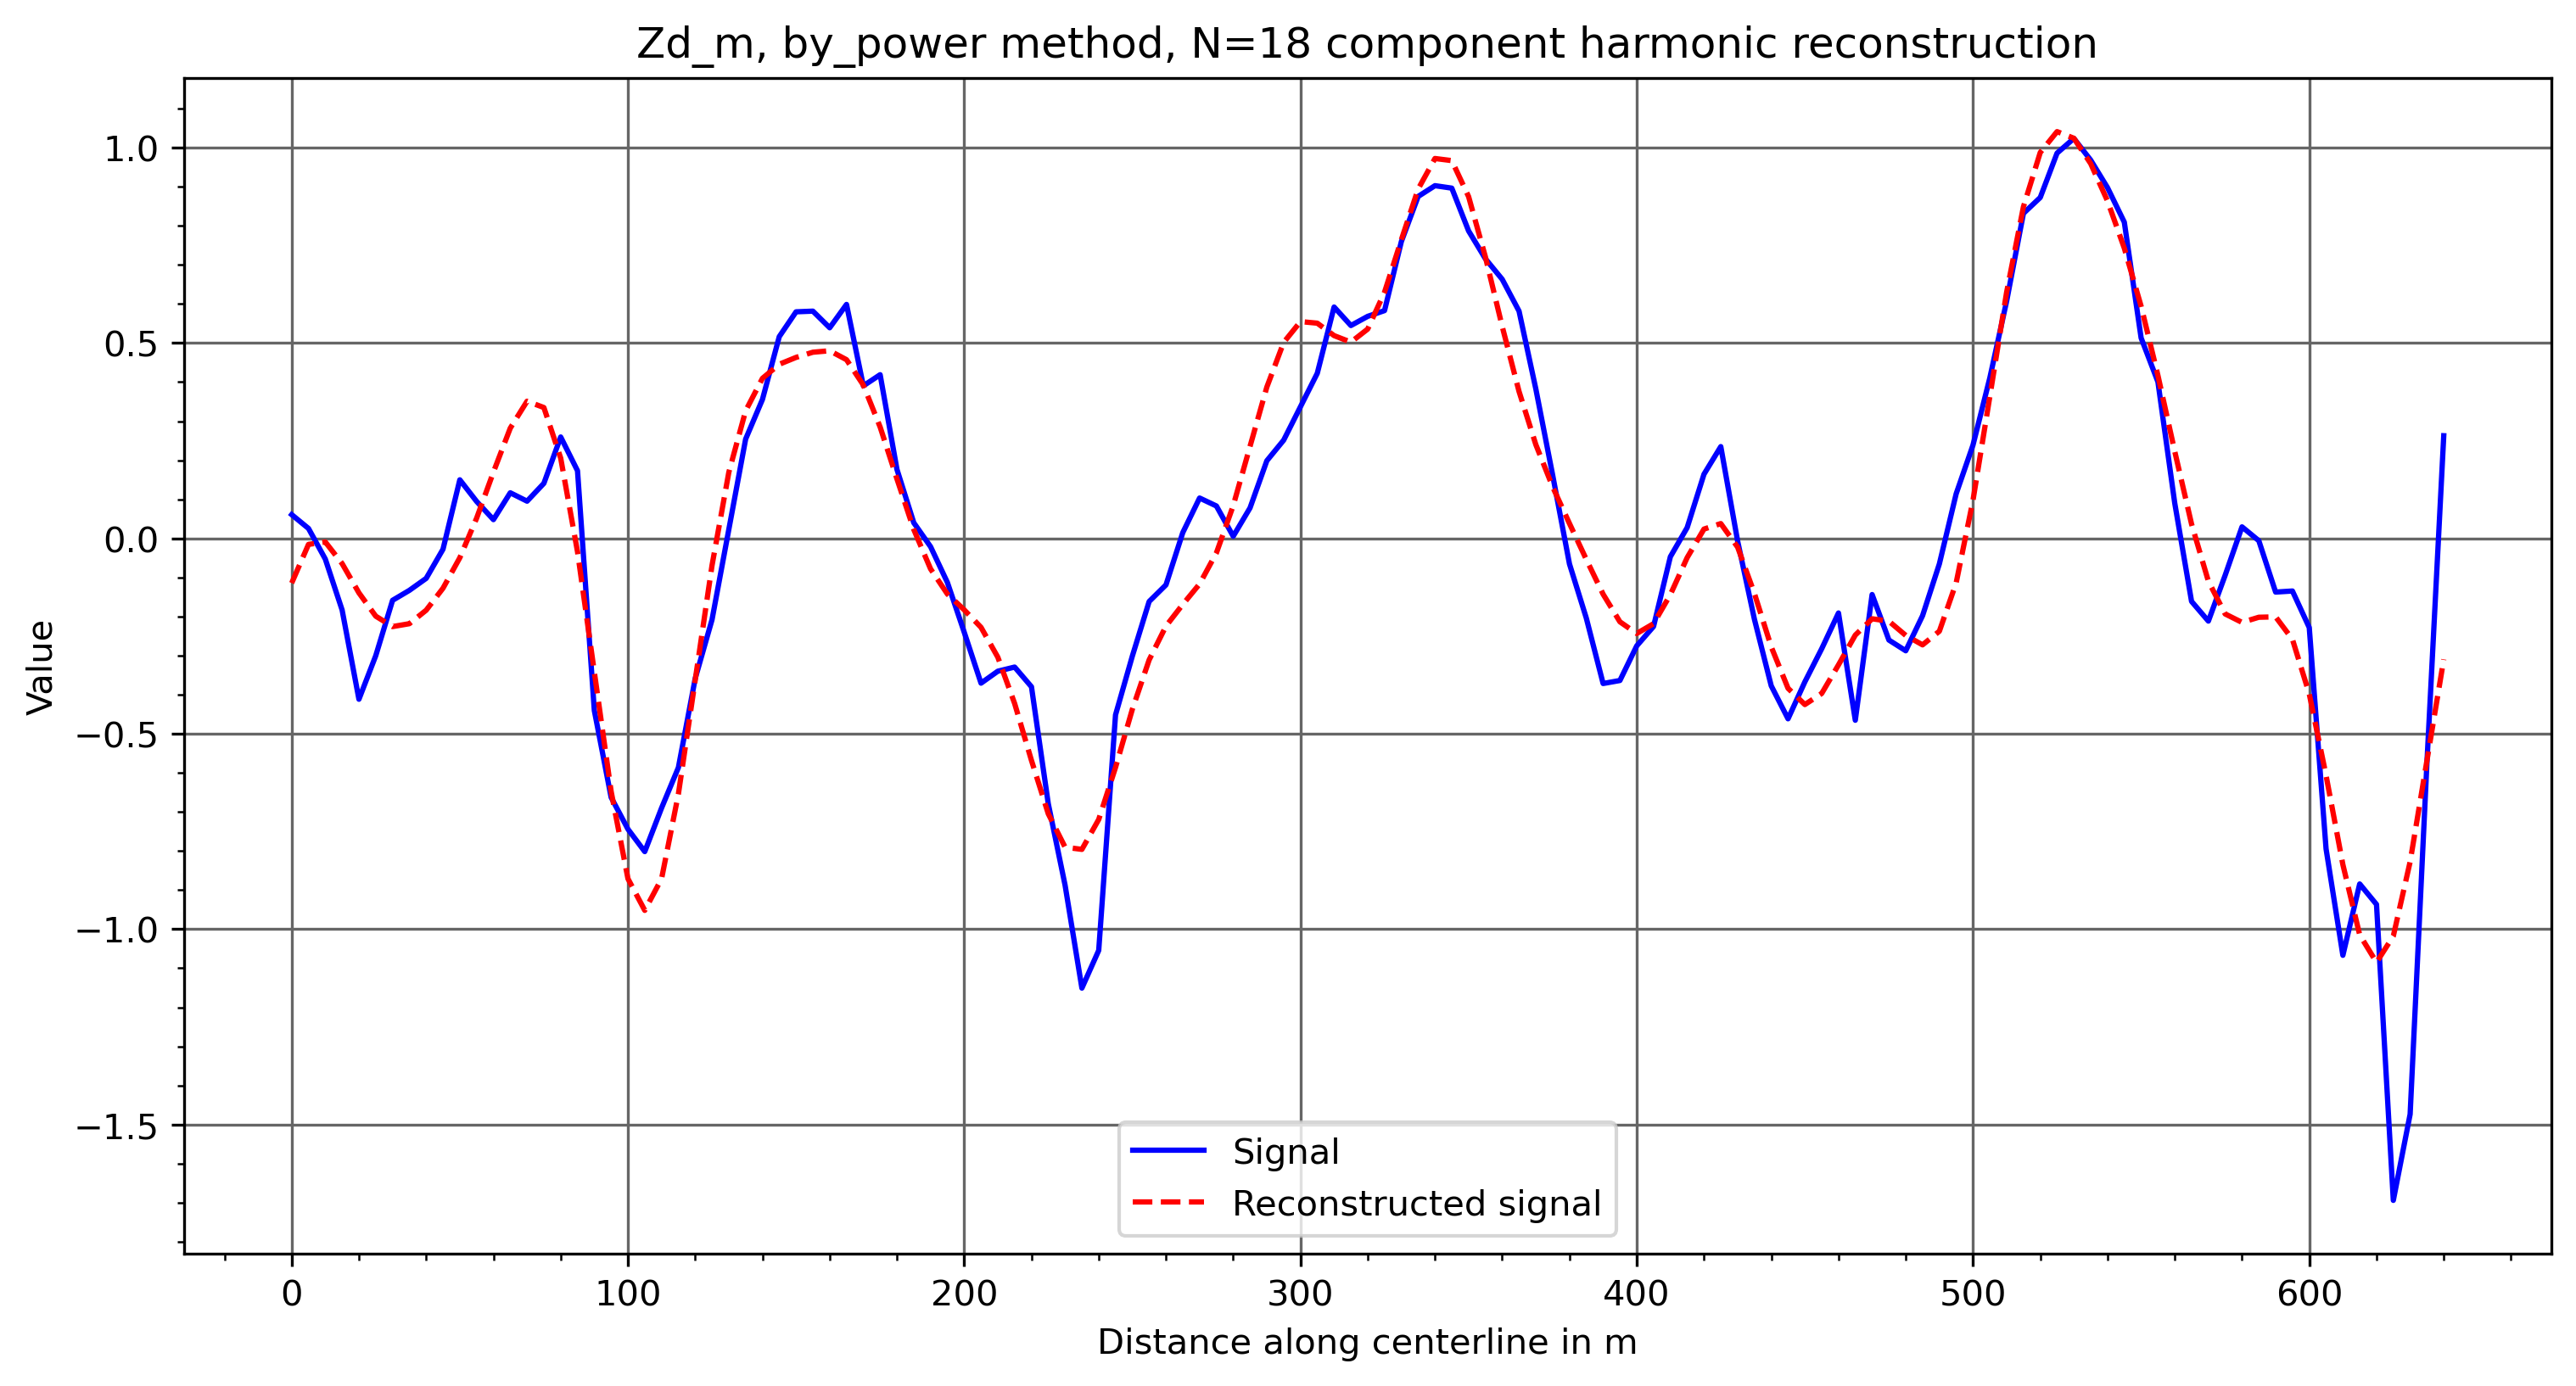 Zd_m, by_power method, N=18 component harmonic reconstruction
1.0
0.5
0.0
−0.5
−1.0
−1.5
Value
Signal
Reconstructed signal
0 100 200 300 400 500 600
Distance along centerline in m